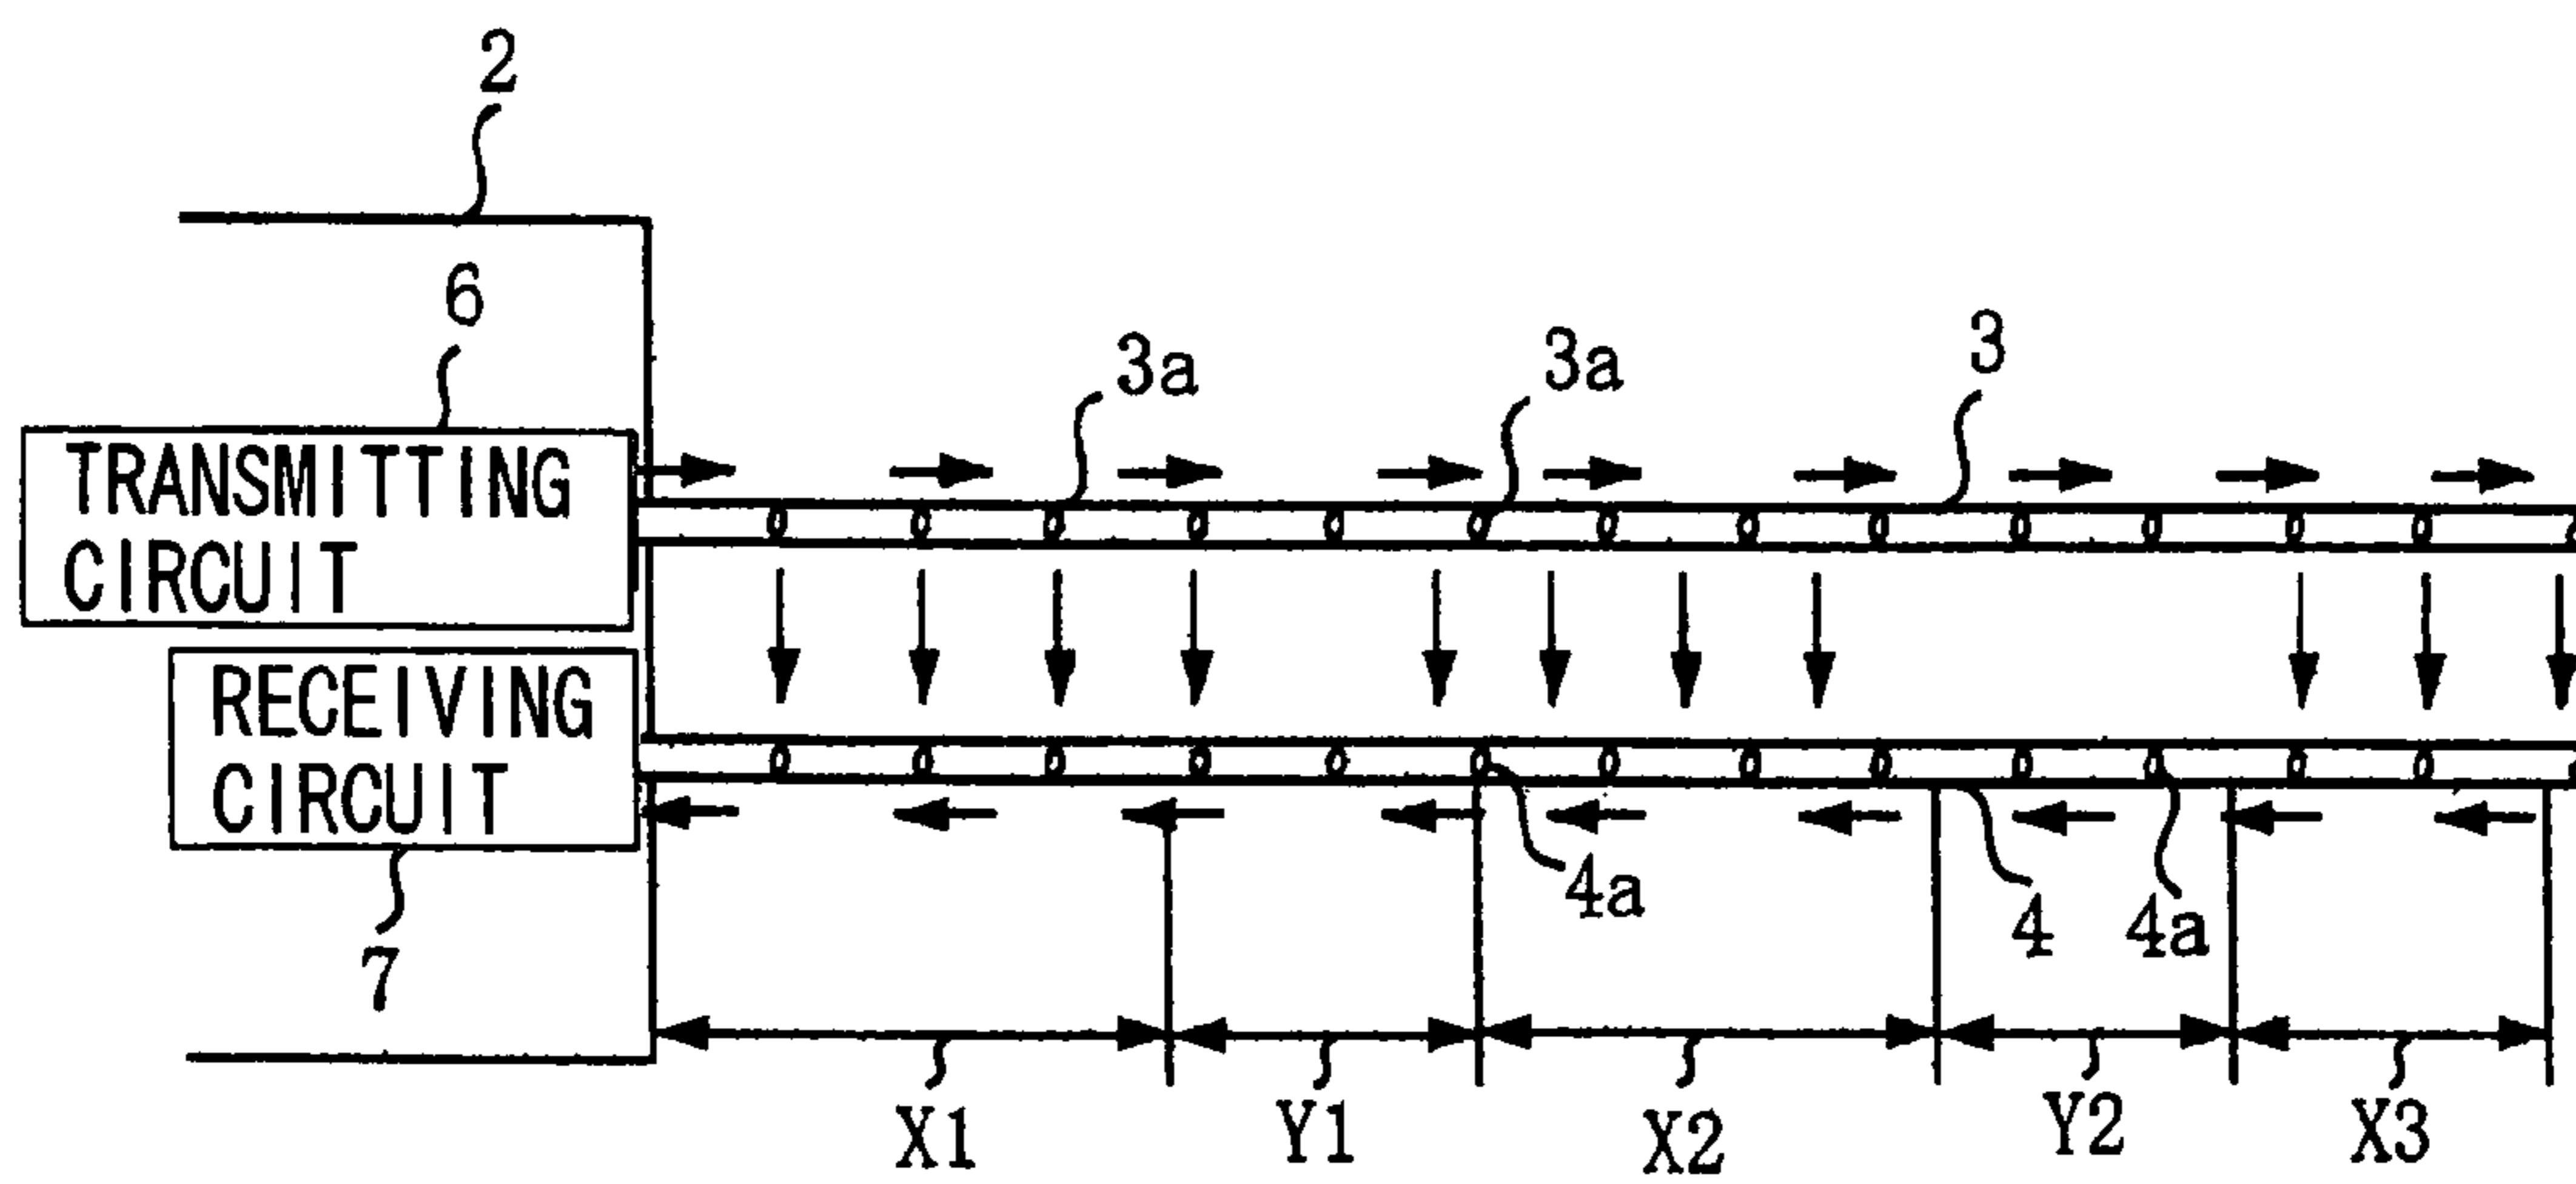 2
6
3a
3a
3
TRANSMITTING
CIRCUIT
RECEIVING
CIRCUIT
4a
4
4a
7
X1
Y1
X2
Y2
X3